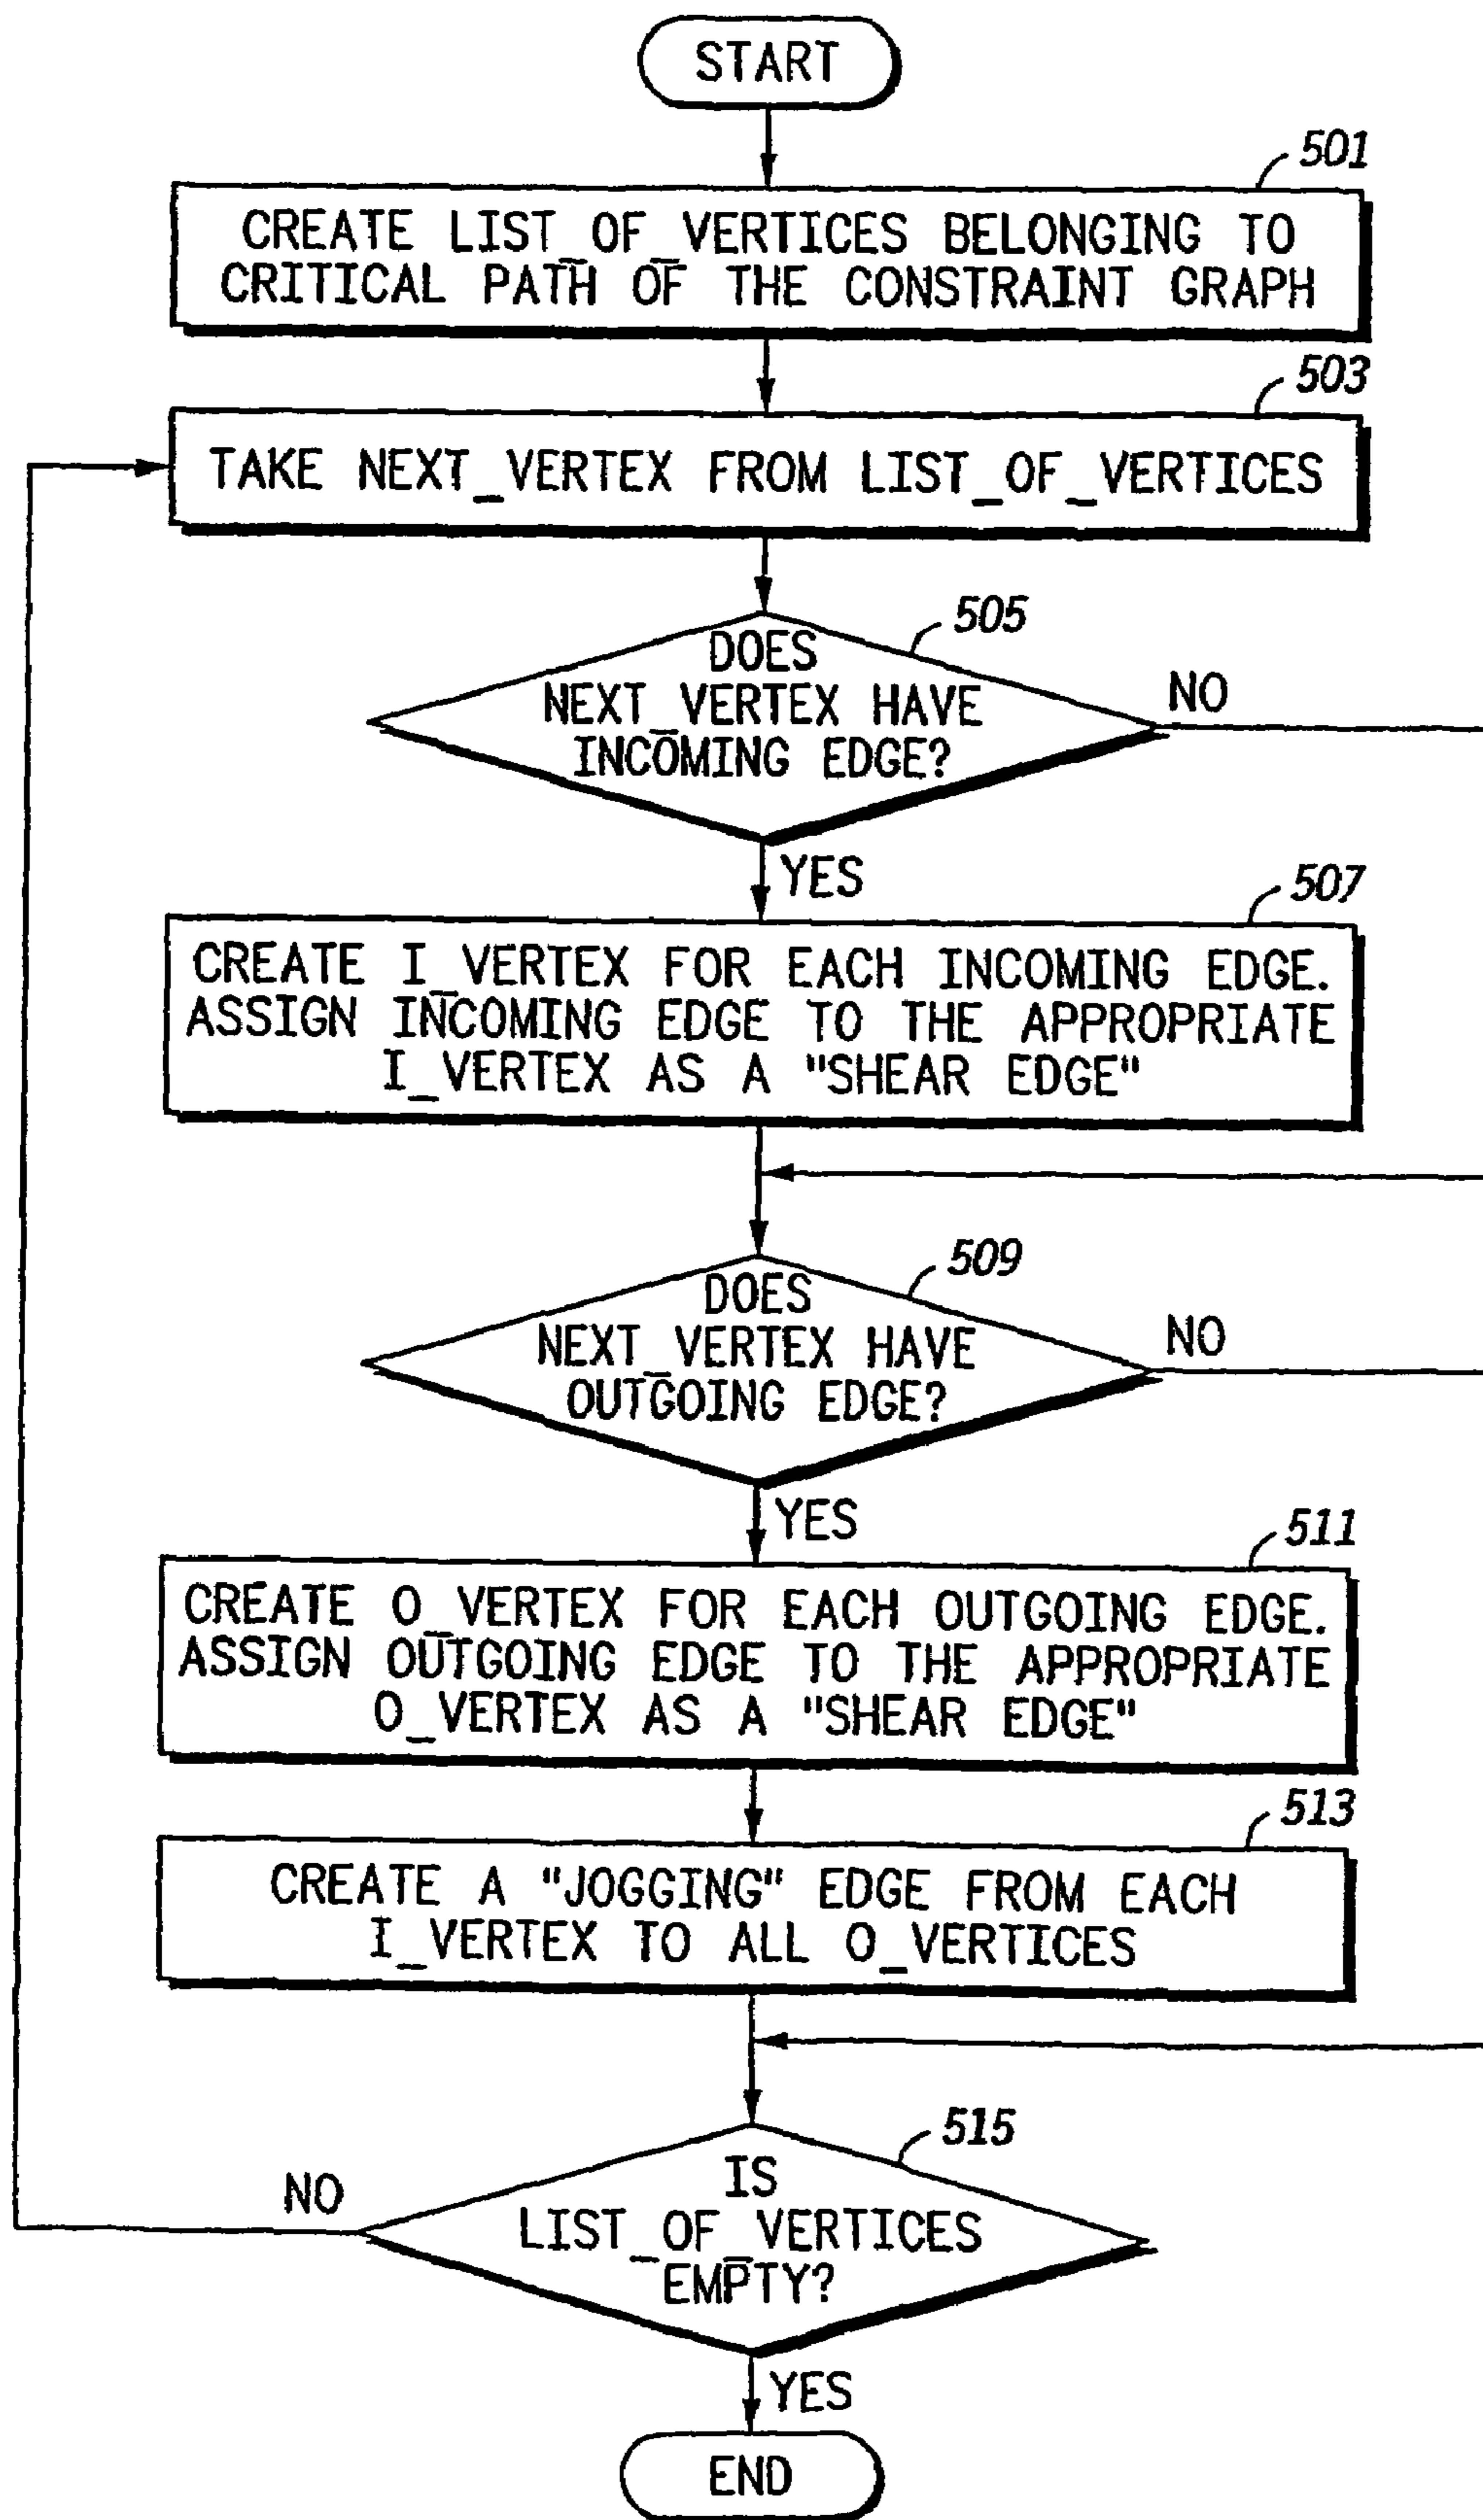 START
501
CREATE LIST_OF_VERTICES BELONGING TO
CRITICAL PATH OF THE CONSTRAINT GRAPH
503
TAKE NEXT_VERTEX FROM LIST_OF_VERTICES
505
DOES
NEXT_VERTEX HAVE
INCOMING EDGE?
NO
YES
507
CREATE I_VERTEX FOR EACH INCOMING EDGE.
ASSIGN INCOMING EDGE TO THE APPROPRIATE
I_VERTEX AS A "SHEAR EDGE"
509
DOES
NEXT_VERTEX HAVE
OUTGOING EDGE?
NO
YES
511
CREATE O_VERTEX FOR EACH OUTGOING EDGE.
ASSIGN OUTGOING EDGE TO THE APPROPRIATE
O_VERTEX AS A "SHEAR EDGE"
513
CREATE A "JOGGING" EDGE FROM EACH
I_VERTEX TO ALL O_VERTICES
515
IS
LIST_OF_VERTICES
EMPTY?
NO
YES
END